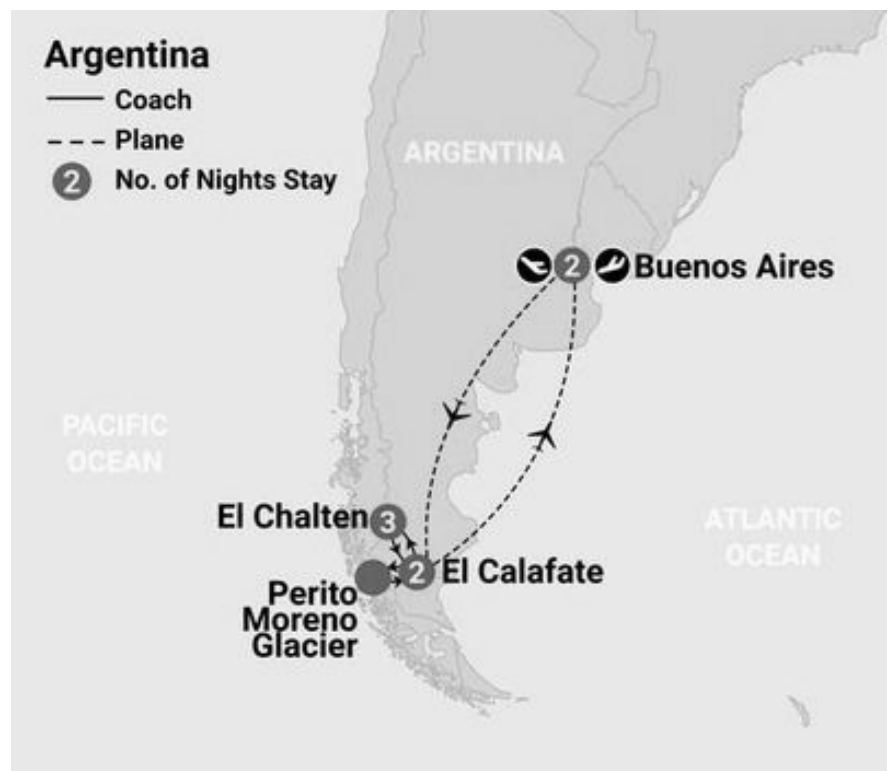 Argentina
Coach
Plane
2 No. of Nights Stay
ARGENTINA
2 Buenos Aires
PACIFIC
OCEAN
El Chalten 3
ATLANTIC
OCEAN
2 El Calafate
Perito
Moreno
Glacier